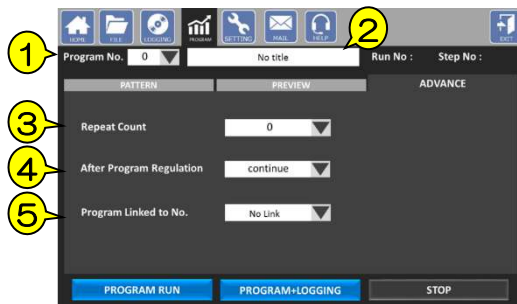 HOME FILE LOGGING PROGRAM SETTING MAIL HELP EXIT
2
1 Program No. 0 No title Run No : Step No :
PATTERN PREVIEW ADVANCE
3 Repeat Count 0
4 After Program Regulation continue
5 Program Linked to No. No Link
PROGRAM RUN PROGRAM+LOGGING STOP